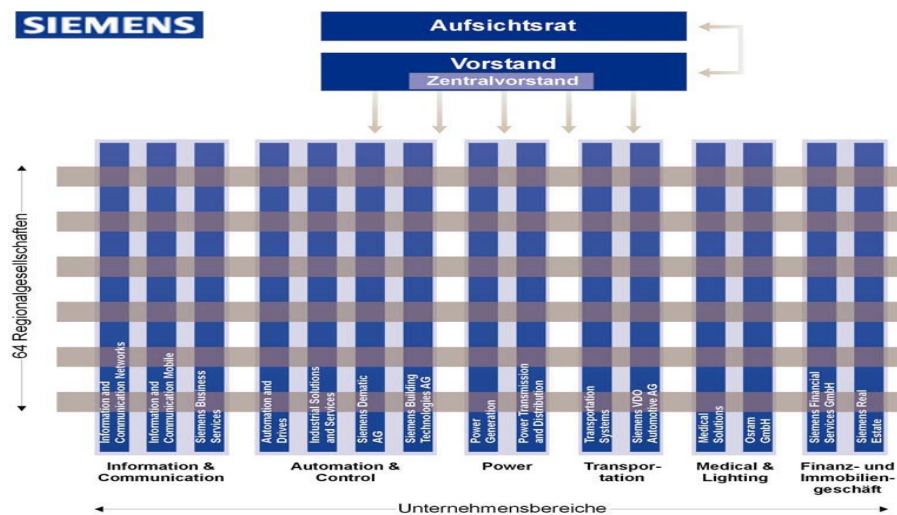 SIEMENS
Aufsichtsrat
Vorstand
Zentralvorstand
64 Regionalgesellschaften
Information and
Communication Networks
Information and
Communication Mobile
Siemens Business
Services
Automation and
Drives
Industrial Solutions
and Services
Siemens Dematic
AG
Siemens Building
Technologies AG
Power
Generation
Power Transmission
and Distribution
Transportation
Systems
Siemens VDO
Automotive AG
Medical
Solutions
Osram
GmbH
Siemens Financial
Services GmbH
Siemens Real
Estate
Information &
Communication
Automation &
Control
Power
Transpor-
tation
Medical &
Lighting
Finanz- und
Immobilien-
geschäft
Unternehmensbereiche